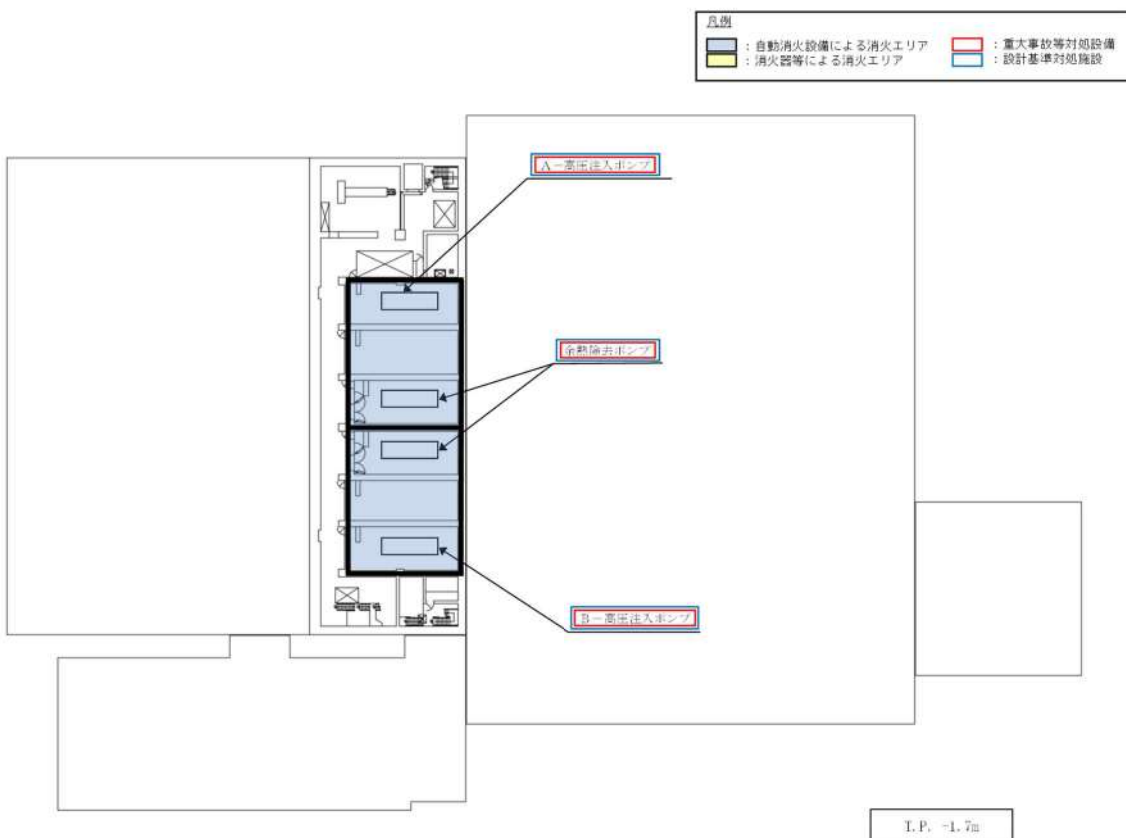 凡例
：自動消火設備による消火エリア
：消火器等による消火エリア
：重大事故等対処設備
：設計基準対処施設
A－高圧注入ポンプ
余熱除去ポンプ
B－高圧注入ポンプ
T.P. -1.7m